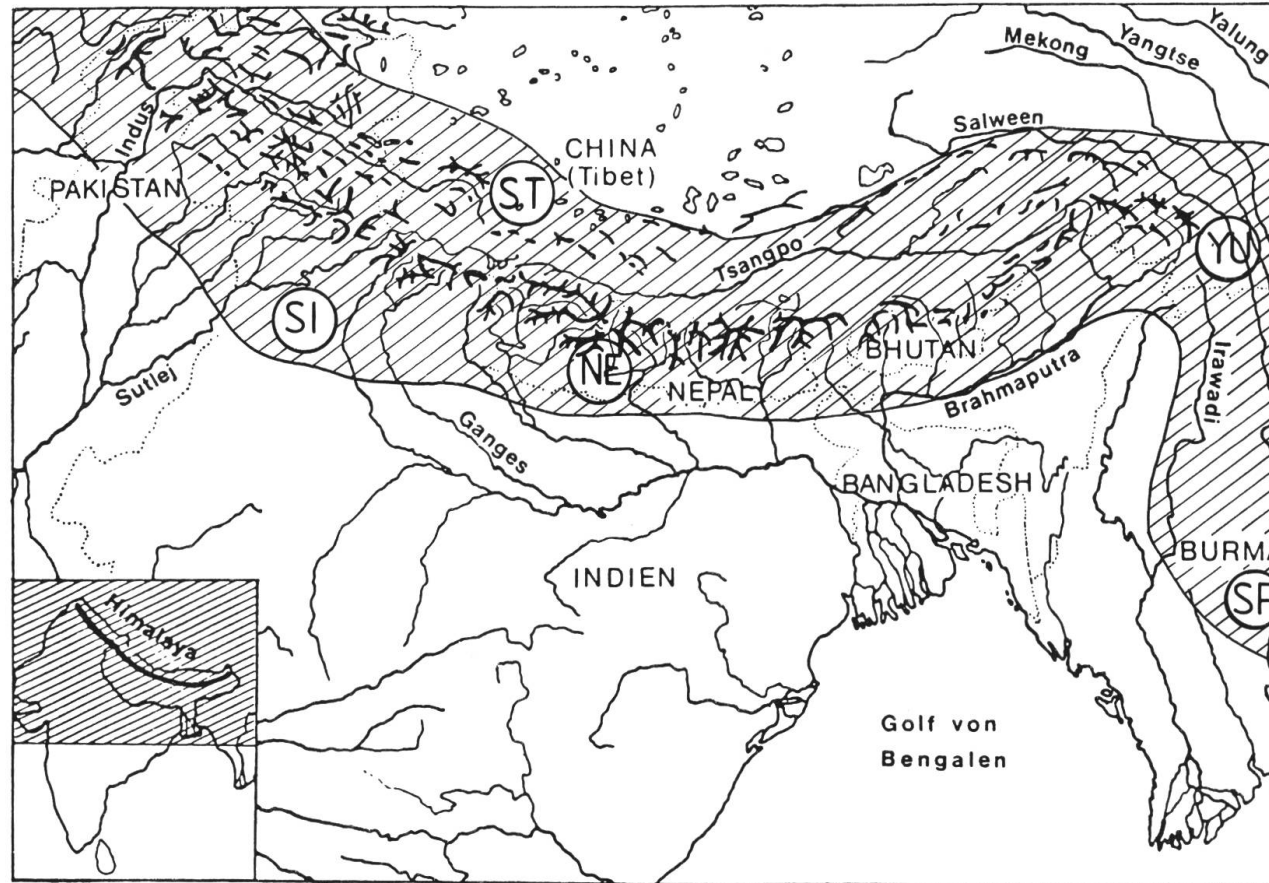 Yalung
Yangtse
Mekong
Salween
Indus
CHINA
(Tibet)
PAKISTAN
ST
YU
Tsangpo
SI
BHUTAN
NE
NEPAL
Irawadi
Sutlej
Brahmaputra
Ganges
BANGLADESH
BURMA
INDIEN
SP
Himalaya
Golf von
Bengalen